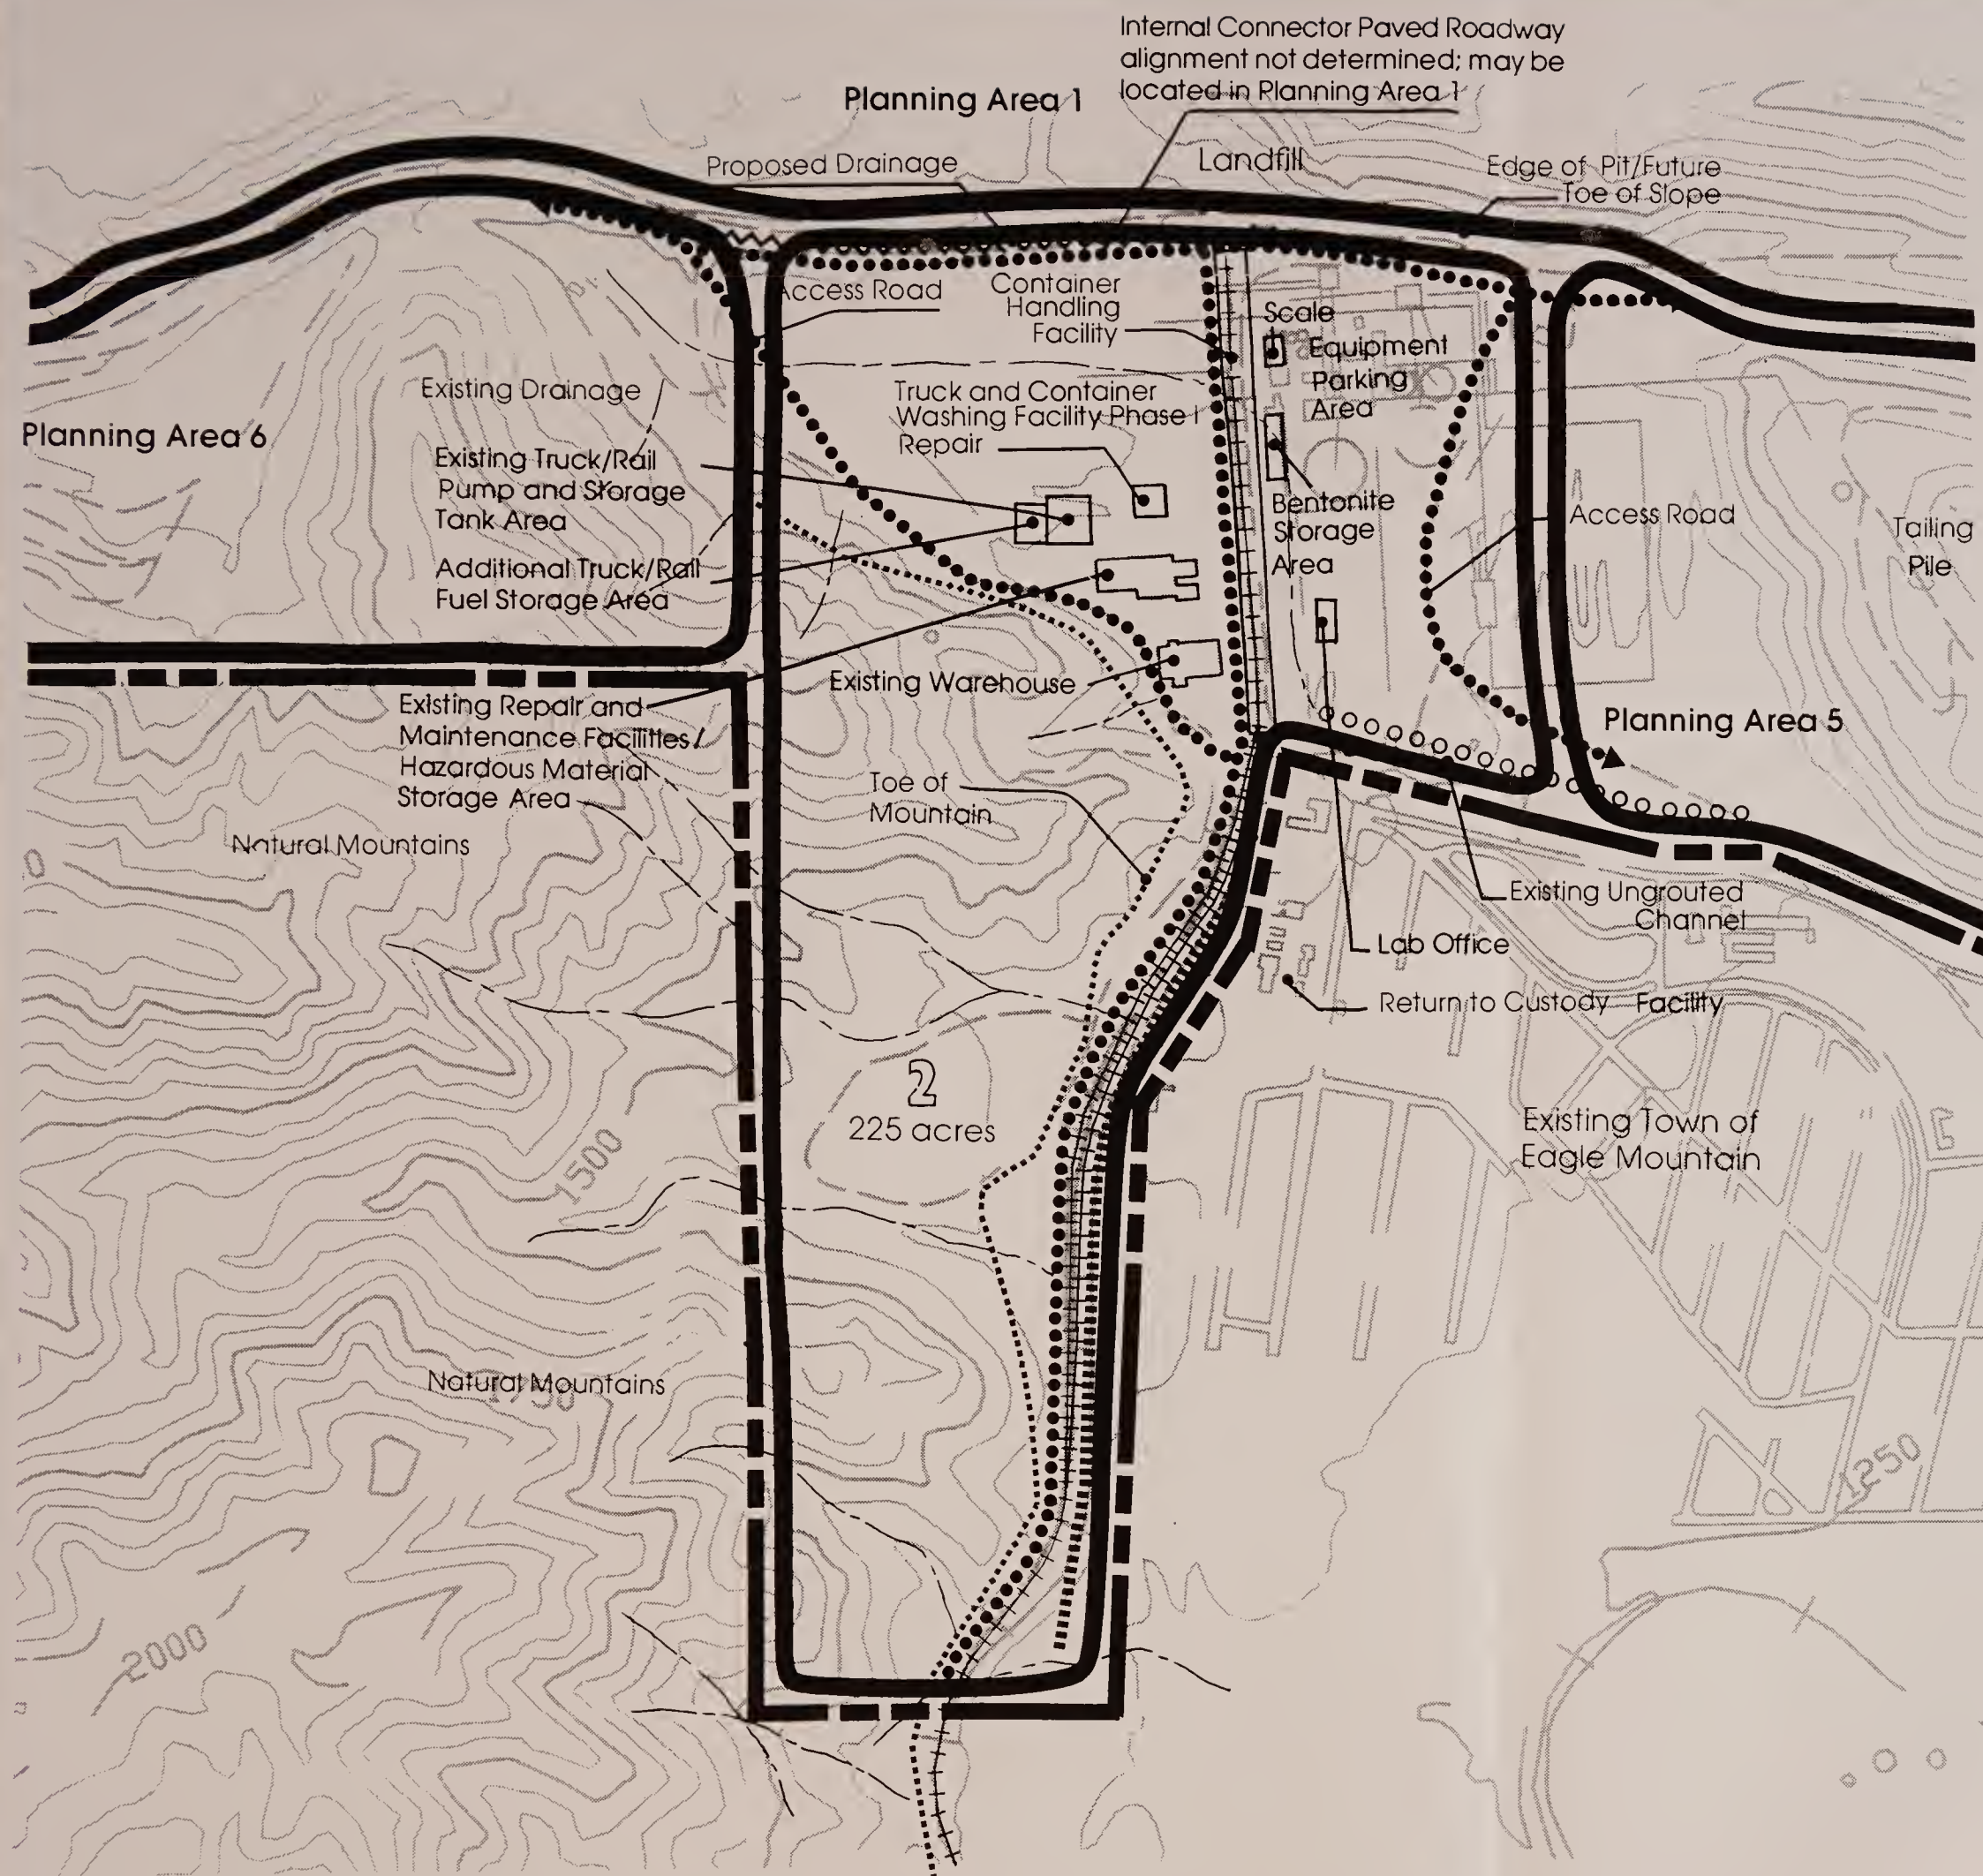 Internal Connector Paved Roadway
alignment not determined; may be
located in Planning Area 1
Planning Area 1
Proposed Drainage
Landfill
Edge of Pit/Future
Toe of Slope
Access Road
Container
Handling
Facility
Scale
Equipment
Parking
Area
Existing Drainage
Truck and Container
Washing Facility Phase I
Repair
Planning Area 6
Existing Truck/Rail
Pump and Storage
Tank Area
Bentonite
Storage
Area
Access Road
Tailing
Pile
Additional Truck/Rail
Fuel Storage Area
Existing Warehouse
Existing Repair and
Maintenance Facilities/
Hazardous Material
Storage Area
Planning Area 5
Toe of
Mountain
Natural Mountains
Existing Ungrouted
Channel
Lab Office
Return to Custody Facility
2
225 acres
Existing Town of
Eagle Mountain
1500
Natural Mountains
1750
1250
2000